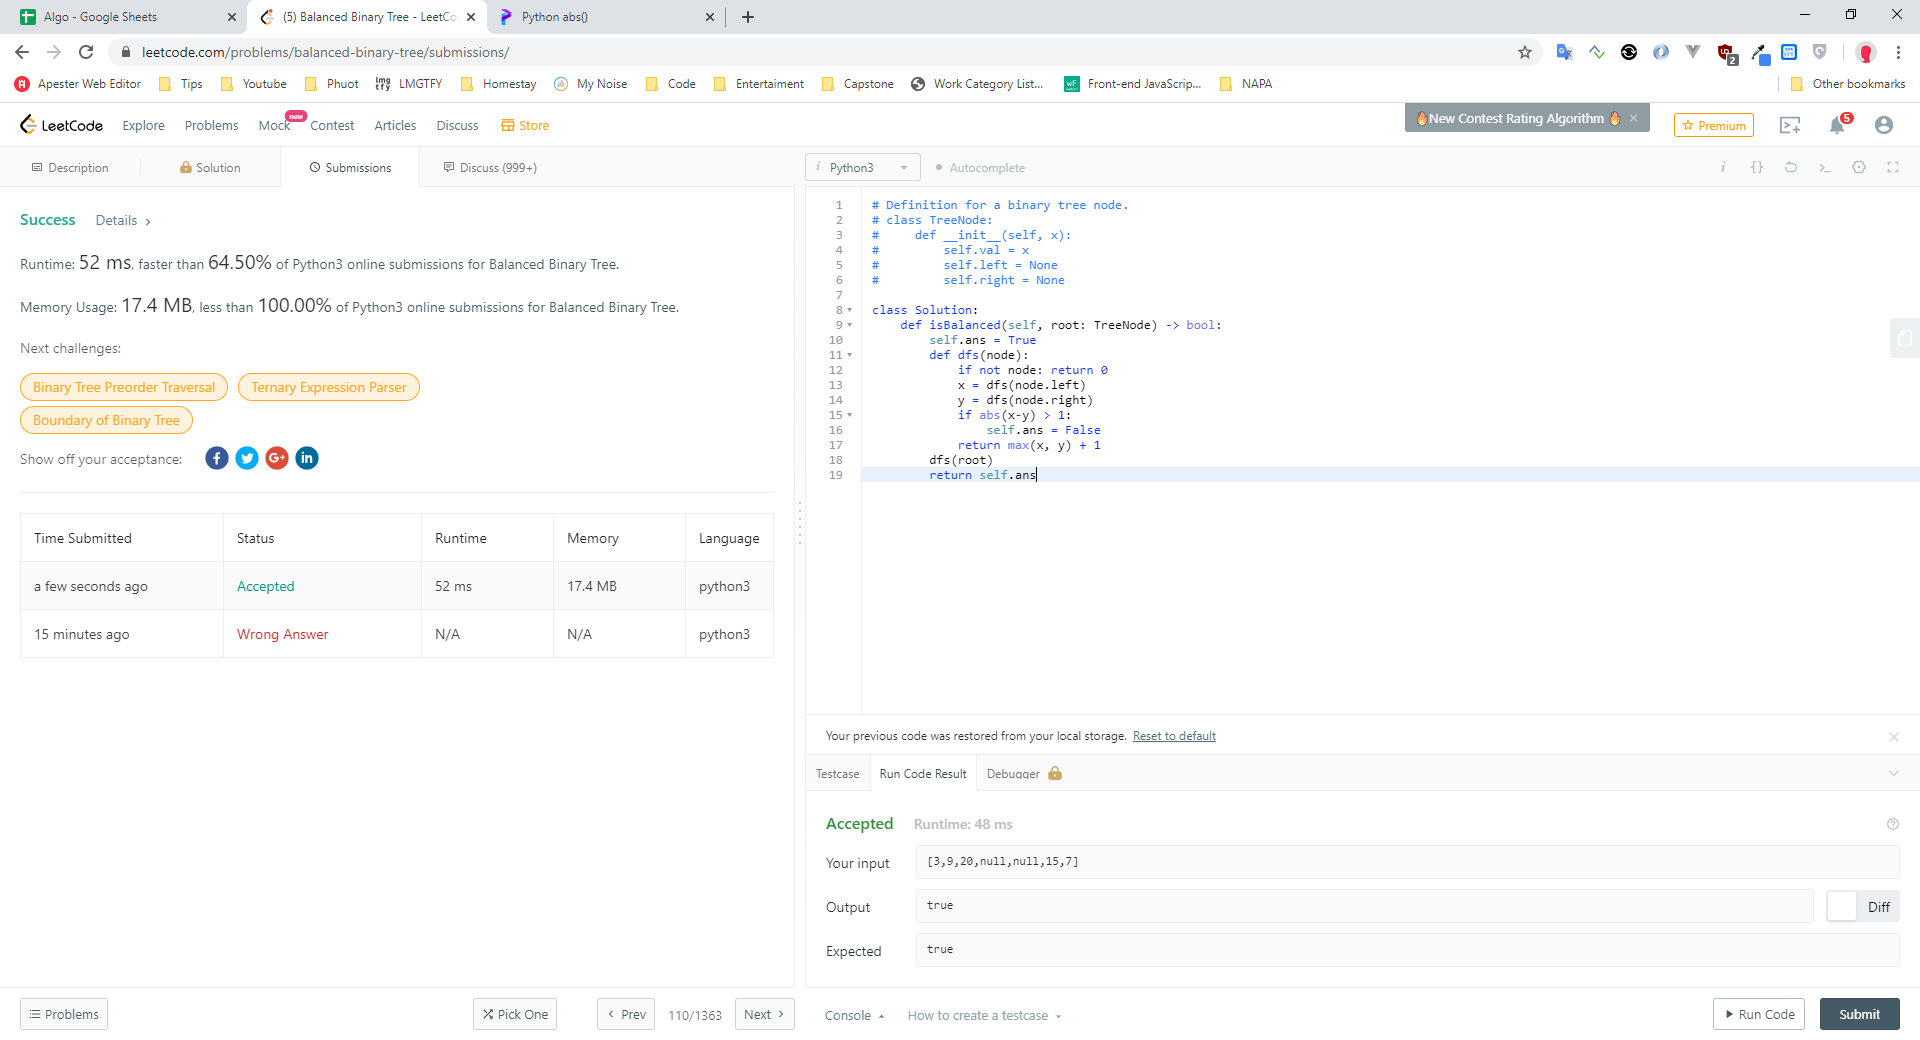 Algo - Google Sheets
(5) Balanced Binary Tree - LeetCo
Python abs()
leetcode.com/problems/balanced-binary-tree/submissions/
2
Apester Web Editor Tips Youtube Phuot LMGTFY Homestay My Noise Code Entertaiment Capstone Work Category List... Front-end JavaScrip... NAPA Other bookmarks
LeetCode Explore Problems Mock new Contest Articles Discuss Store
New Contest Rating Algorithm
Premium
5
Description Solution Submissions Discuss (999+)
Python3 Autocomplete
Success Details
Runtime: 52 ms, faster than 64.50% of Python3 online submissions for Balanced Binary Tree.
Memory Usage: 17.4 MB, less than 100.00% of Python3 online submissions for Balanced Binary Tree.
Next challenges:
Binary Tree Preorder Traversal Ternary Expression Parser
Boundary of Binary Tree
Show off your acceptance:
Time Submitted Status Runtime Memory Language
a few seconds ago Accepted 52 ms 17.4 MB python3
15 minutes ago Wrong Answer N/A N/A python3
1 # Definition for a binary tree node.
2 # class TreeNode:
3 #     def __init__(self, x):
4 #         self.val = x
5 #         self.left = None
6 #         self.right = None
7
8 class Solution:
9     def isBalanced(self, root: TreeNode) -> bool:
10         self.ans = True
11         def dfs(node):
12             if not node: return 0
13             x = dfs(node.left)
14             y = dfs(node.right)
15             if abs(x-y) > 1:
16                 self.ans = False
17             return max(x, y) + 1
18         dfs(root)
19         return self.ans
Your previous code was restored from your local storage. Reset to default
Testcase Run Code Result Debugger
Accepted Runtime: 48 ms
Your input [3,9,20,null,null,15,7]
Output true Diff
Expected true
Problems Pick One Prev 110/1363 Next Console How to create a testcase Run Code Submit